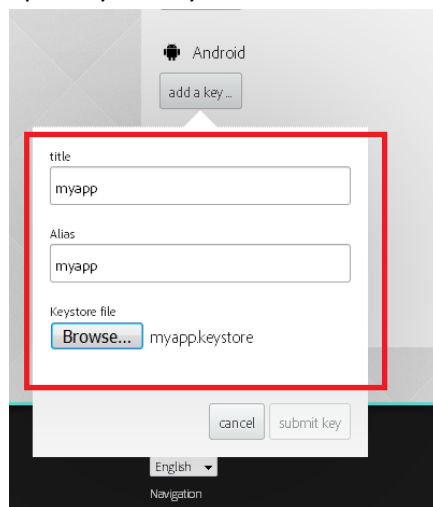 Android
add a key ...
title
myapp
Alias
myapp
Keystore file
Browse... myapp.keystore
cancel submit key
English
Navigation